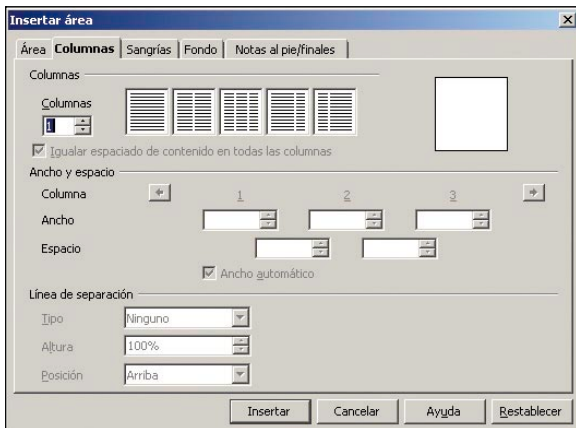 Insertar área
Área Columnas Sangrías Fondo Notas al pie/finales
Columnas
Columnas
1
Igualar espaciado de contenido en todas las columnas
Ancho y espacio
Columna 1 2 3
Ancho
Espacio
Ancho automático
Línea de separación
Tipo Ninguno
Altura 100%
Posición Arriba
Insertar Cancelar Ayuda Restablecer